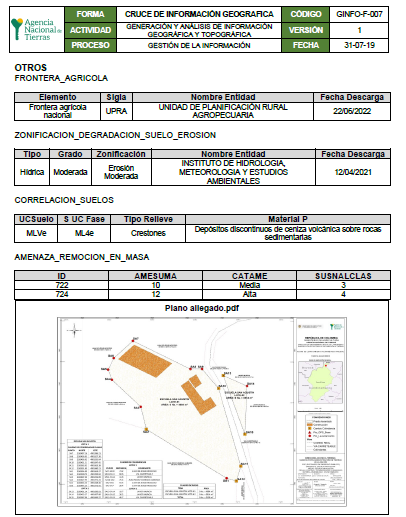 Agencia Nacional de Tierras
FORMA CRUCE DE INFORMACIÓN GEOGRAFICA CÓDIGO GINFO-F-007
ACTIVIDAD GENERACIÓN Y ANÁLISIS DE INFORMACIÓN GEOGRÁFICA Y TOPOGRÁFICA VERSIÓN 1
PROCESO GESTIÓN DE LA INFORMACIÓN FECHA 31-07-19
OTROS
FRONTERA_AGRICOLA
Elemento Sigla Nombre Entidad Fecha Descarga
Frontera agrícola nacional UPRA UNIDAD DE PLANIFICACIÓN RURAL AGROPECUARIA 22/06/2022
ZONIFICACION_DEGRADACION_SUELO_EROSION
Tipo Grado Zonificación Nombre Entidad Fecha Descarga
Hídrica Moderada Erosión Moderada INSTITUTO DE HIDROLOGIA, METEOROLOGIA Y ESTUDIOS AMBIENTALES 12/04/2021
CORRELACION_SUELOS
UCSuelo S UC Fase Tipo Relieve Material P
MLVe ML4e Crestones Depósitos discontinuos de ceniza volcánica sobre rocas sedimentarias
AMENAZA_REMOCION_EN_MASA
ID AMESUMA CATAME SUSNALCLAS
722 10 Media 3
724 12 Alta 4
Plano allegado.pdf